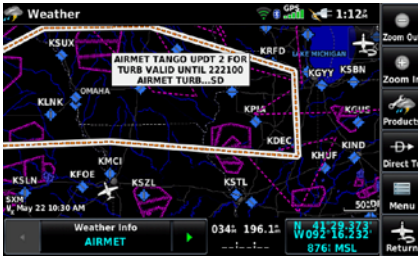 Weather
GPS
1:12
Zoom Out
KSUX
KRFD
LAKE MICHIGAN
KGYY
KSBN
Zoom In
AIRMET TANGO UPDT 2 FOR
TURB VALID UNTIL 222100
AIRMET TURB...SD
OMAHA
KLNK
KPIA
KGUS
Products
KDEC
KIND
KHUF
Direct To
KMCI
KFOE
KSLN
KSZL
KSTL
Menu
SXM
May 22 10:30 AM
Weather Info
AIRMET
034° 196.1
N 41°29.373'
W092°16.232'
876' MSL
Return